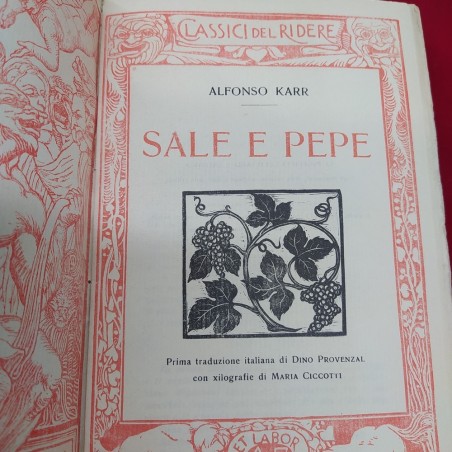 CLASSICI DEL RIDERE
ALFONSO KARR
SALE E PEPE
Prima traduzione italiana di DINO PROVENZAL
con xilografie di MARIA CICCOTTI
ET LABOR